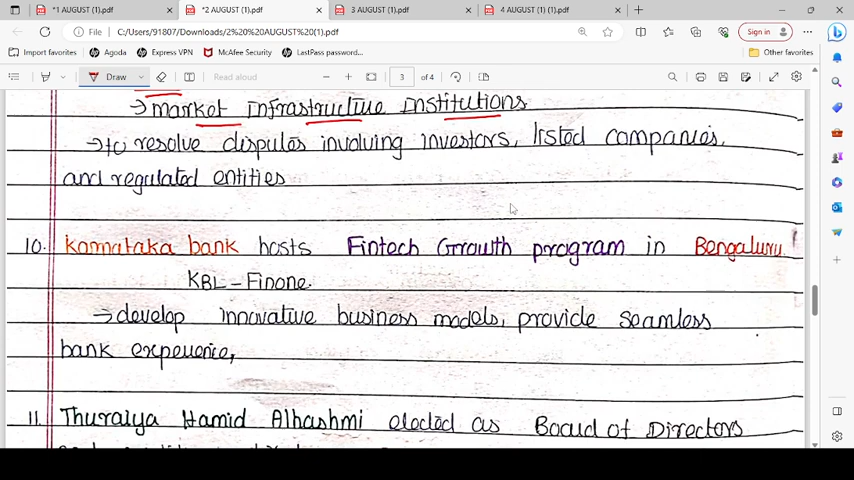 *1 AUGUST (1).pdf
*2 AUGUST (1).pdf
3 AUGUST (1).pdf
4 AUGUST (1).pdf
File
C:/Users/91807/Downloads/2%20%20AUGUST%20(1).pdf
Sign in
Import favorites
Agoda
Express VPN
McAfee Security
LastPass password...
Other favorites
Draw
Read aloud
3 of 4
→ market infrastructure institutions
→ to resolve disputes involving investors, listed companies,
and regulated entities
10. Karnataka bank hosts Fintech Growth program in Bengaluru.
KBL-Finone.
→ develop innovative business models, provide seamless
bank experience,
11. Thuraiya Hamid Alhashmi elected as Board of Directors